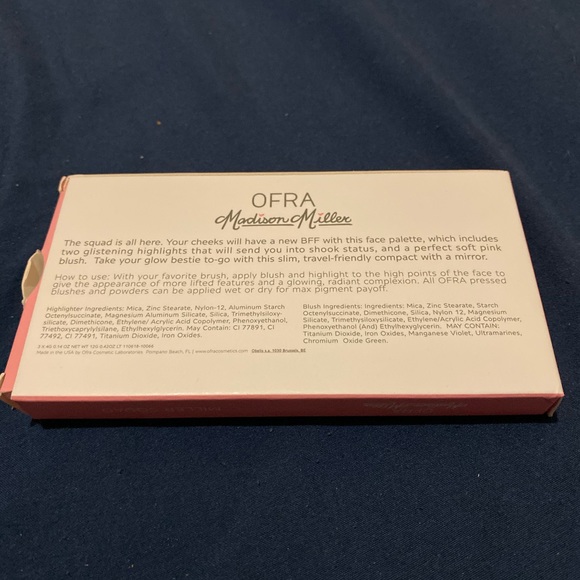 OFRA
Madison Miller
The squad is all here. Your cheeks will have a new BFF with this face palette, which includes
two glistening highlights that will send you into shook status, and a perfect soft pink
blush. Take your glow bestie to-go with this slim, travel-friendly compact with a mirror.
How to use: With your favorite brush, apply blush and highlight to the high points of the face to
give the appearance of more lifted features and a glowing, radiant complexion. All OFRA pressed
blushes and powders can be applied wet or dry for max pigment payoff.
Highlighter Ingredients: Mica, Zinc Stearate, Nylon-12, Aluminum Starch
Octenylsuccinate, Magnesium Aluminum Silicate, Silica, Trimethylsiloxy-
silicate, Dimethicone, Ethylene/ Acrylic Acid Copolymer, Phenoxyethanol,
Triethoxycaprylylsilane, Ethylhexylglycerin. May Contain: CI 77891, CI
77492, CI 77491, Titanium Dioxide, Iron Oxides.
Blush Ingredients: Ingredients: Mica, Zinc Stearate, Starch
Octenylsuccinate, Dimethicone, Silica, Nylon 12, Magnesium
Silicate, Trimethylsiloxysilicate, Ethylene/Acrylic Acid Copolymer,
Phenoxyethanol (And) Ethylhexylglycerin. MAY CONTAIN:
Titanium Dioxide, Iron Oxides, Manganese Violet, Ultramarines,
Chromium Oxide Green.
NET WT
Made in the USA by Ofra Cosmetic Laboratories. Pompano Beach, FL | www.ofracosmetics.com Obelis s.a. 1030 Brussels, BE